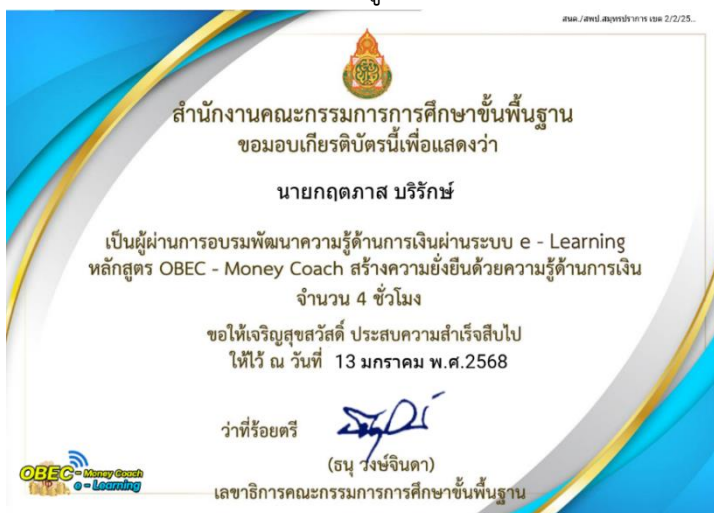 สนค./สพป.สมุทรปราการ เขต 2/2/25..
สำนักงานคณะกรรมการการศึกษาขั้นพื้นฐาน
ขอมอบเกียรติบัตรนี้เพื่อแสดงว่า
นายกฤตภาส บริรักษ์
เป็นผู้ผ่านการอบรมพัฒนาความรู้ด้านการเงินผ่านระบบ e - Learning
หลักสูตร OBEC - Money Coach สร้างความยั่งยืนด้วยความรู้ด้านการเงิน
จำนวน 4 ชั่วโมง
ขอให้เจริญสุขสวัสดิ์ ประสบความสำเร็จสืบไป
ให้ไว้ ณ วันที่ 13 มกราคม พ.ศ.2568
ว่าที่ร้อยตรี
(ธนุ วงษ์จินดา)
เลขาธิการคณะกรรมการการศึกษาขั้นพื้นฐาน
OBEC - Money Coach
e - Learning